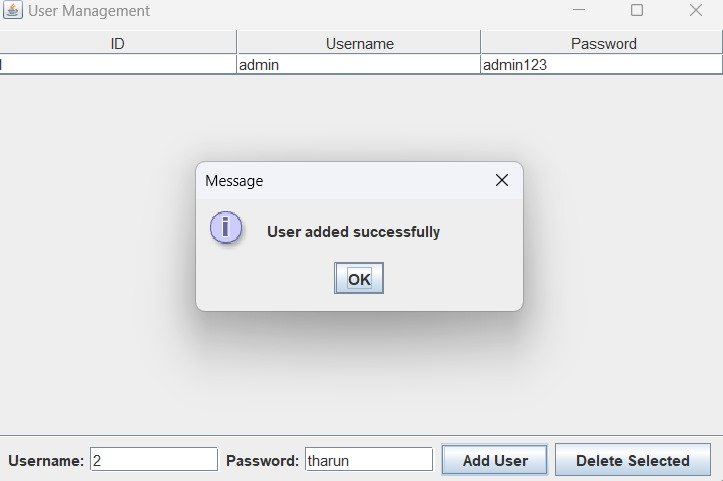 User Management
ID Username Password
admin admin123
Message
i
User added successfully
OK
Username: 2 Password: tharun Add User Delete Selected